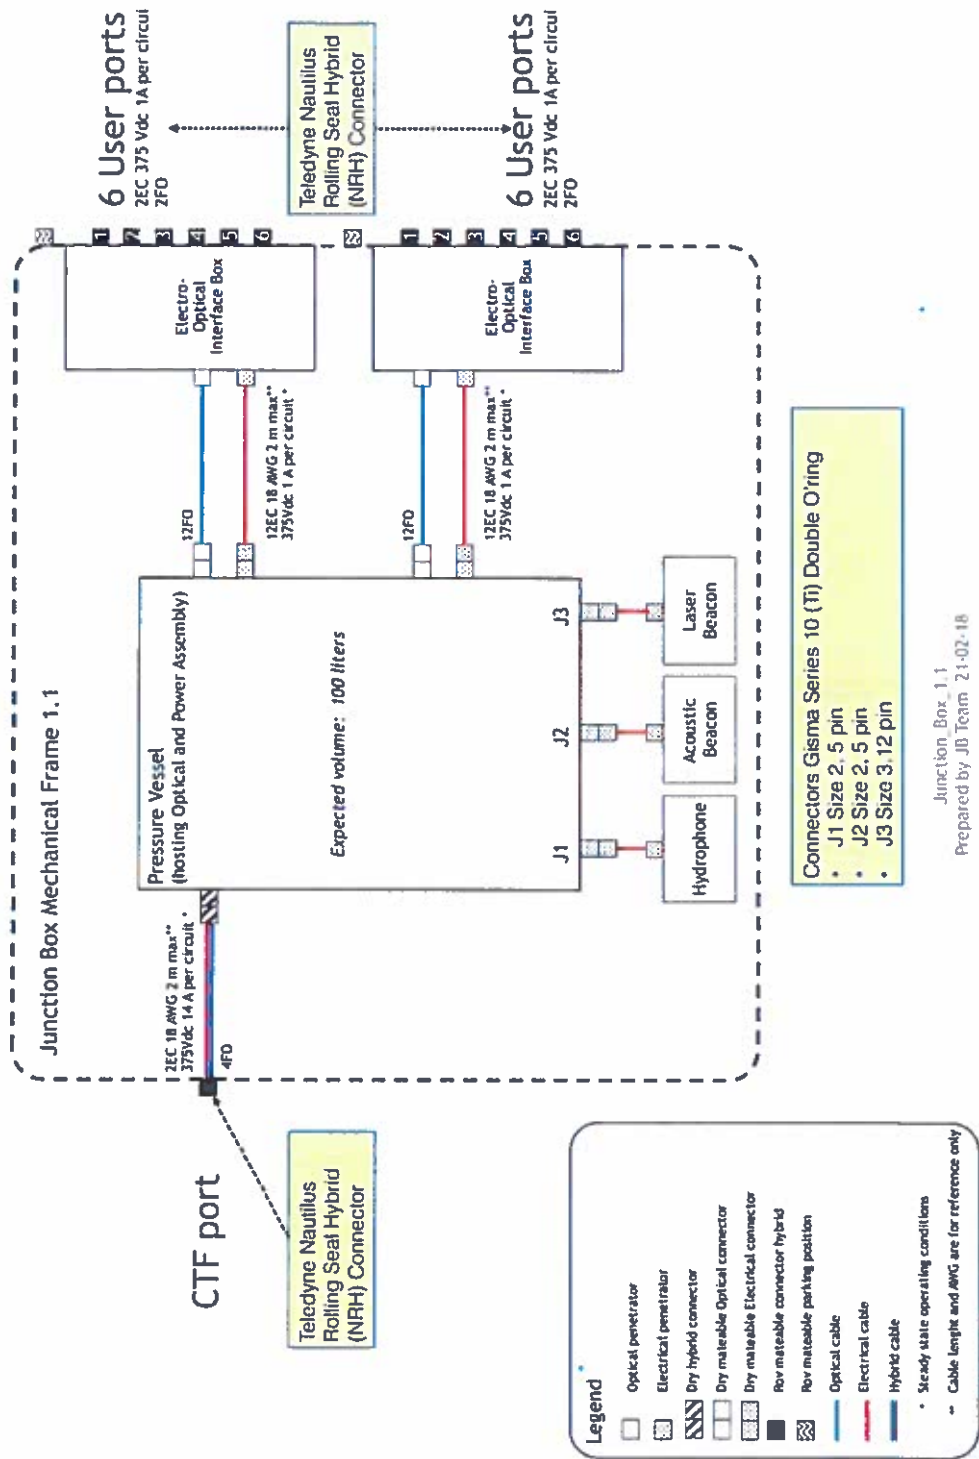 Junction Box Mechanical Frame 1.1
CTF port
Teledyne Nautilus
Rolling Seal Hybrid
(NRH) Connector
2EC 18 AWG 2 m max**
375Vdc 14 A per circuit *
4FO
Pressure Vessel
(hosting Optical and Power Assembly)
Expected volume: 100 liters
J1
J2
J3
Hydrophone
Acoustic
Beacon
Laser
Beacon
12FO
12EC 18 AWG 2 m max**
375Vdc 1 A per circuit *
12FO
12EC 18 AWG 2 m max**
375Vdc 1 A per circuit *
Electro-
Optical
Interface Box
1
2
3
4
5
6
Electro-
Optical
Interface Box
1
2
3
4
5
6
6 User ports
2EC 375 Vdc 1A per circui
2FO
Teledyne Nautilus
Rolling Seal Hybrid
(NRH) Connector
6 User ports
2EC 375 Vdc 1A per circui
2FO
Legend
Optical penetrator
Electrical penetrator
Dry hybrid connector
Dry mateable Optical connector
Dry mateable Electrical connector
Rov mateable connector hybrid
Rov mateable parking position
Optical cable
Electrical cable
Hybrid cable
* Steady state operating conditions
** Cable lenght and AWG are for reference only
Connectors Gisma Series 10 (Ti) Double O'ring
• J1 Size 2, 5 pin
• J2 Size 2, 5 pin
• J3 Size 3, 12 pin
Junction_Box_1.1
Prepared by JB Team 21-02-18